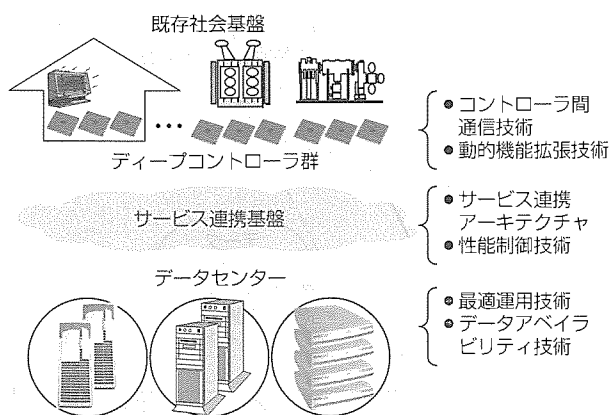 既存社会基盤
ディープコントローラ群
● コントローラ間
通信技術
● 動的機能拡張技術
サービス連携基盤
● サービス連携
アーキテクチャ
● 性能制御技術
データセンター
● 最適運用技術
● データアベイラ
ビリティ技術